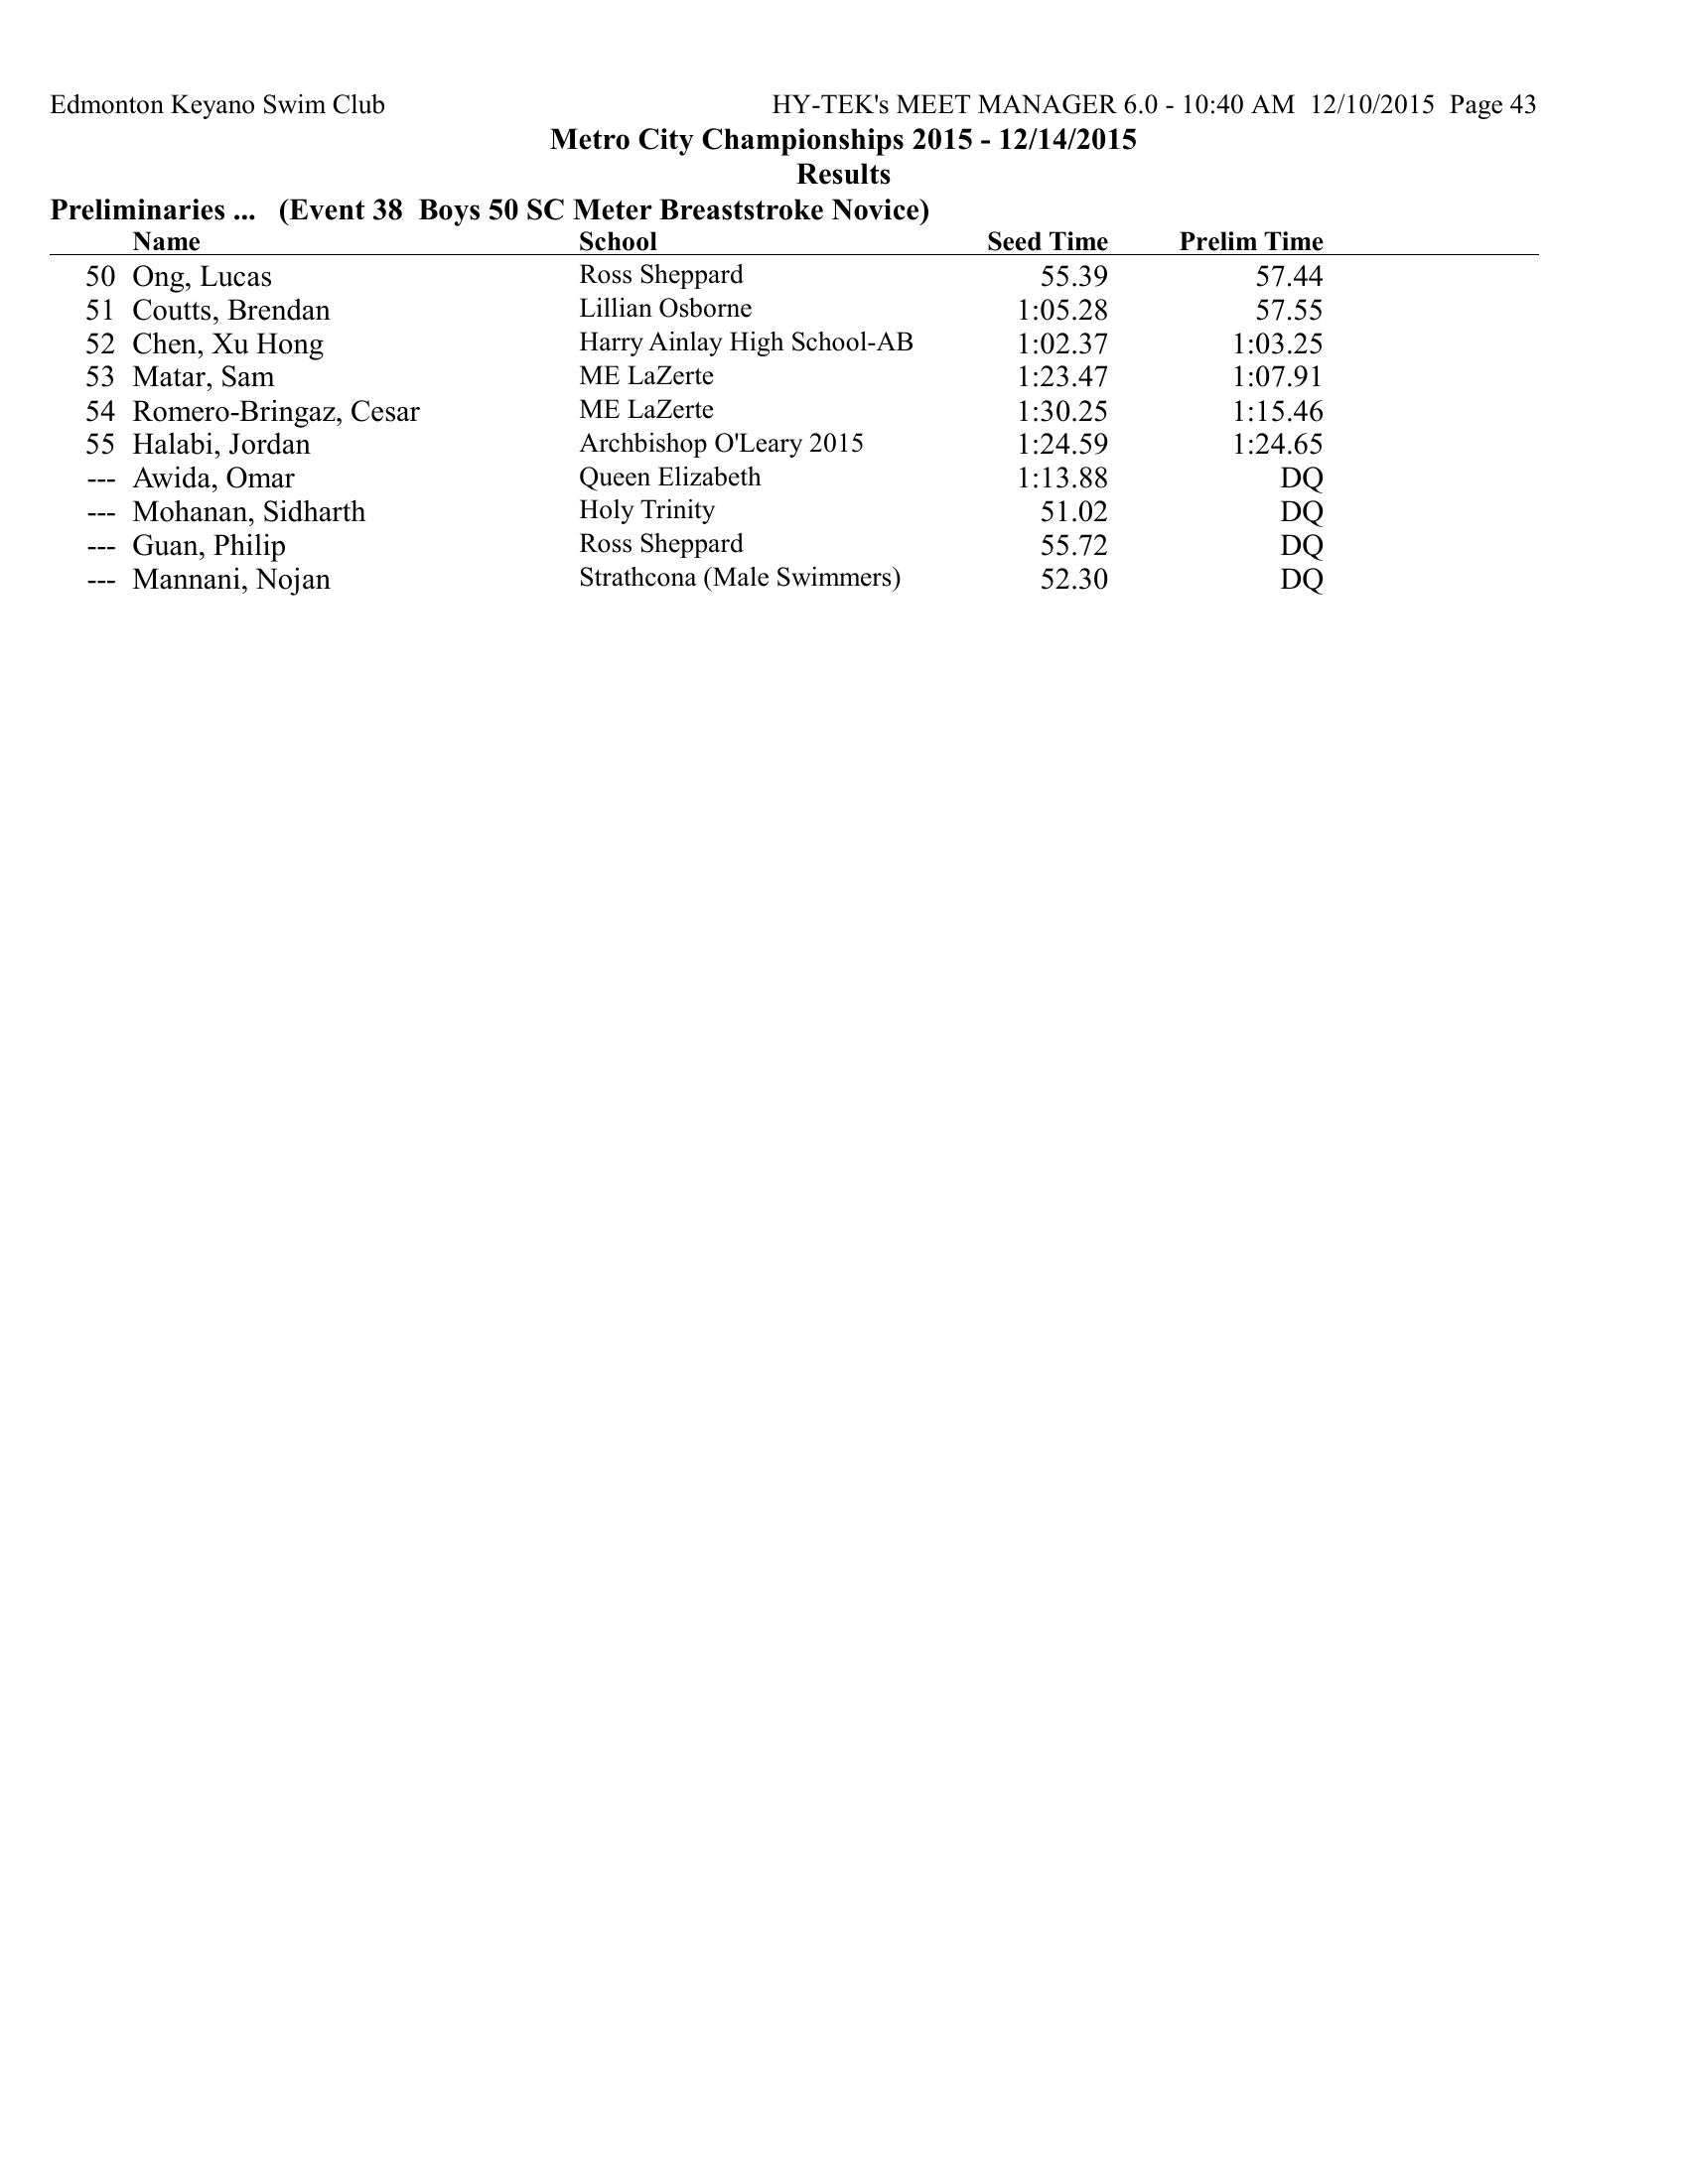 Edmonton Keyano Swim Club HY-TEK's MEET MANAGER 6.0 - 10:40 AM 12/10/2015 Page 43
Metro City Championships 2015 - 12/14/2015
Results
Preliminaries ... (Event 38 Boys 50 SC Meter Breaststroke Novice)
Name School Seed Time Prelim Time
50 Ong, Lucas Ross Sheppard 55.39 57.44
51 Coutts, Brendan Lillian Osborne 1:05.28 57.55
52 Chen, Xu Hong Harry Ainlay High School-AB 1:02.37 1:03.25
53 Matar, Sam ME LaZerte 1:23.47 1:07.91
54 Romero-Bringaz, Cesar ME LaZerte 1:30.25 1:15.46
55 Halabi, Jordan Archbishop O'Leary 2015 1:24.59 1:24.65
--- Awida, Omar Queen Elizabeth 1:13.88 DQ
--- Mohanan, Sidharth Holy Trinity 51.02 DQ
--- Guan, Philip Ross Sheppard 55.72 DQ
--- Mannani, Nojan Strathcona (Male Swimmers) 52.30 DQ